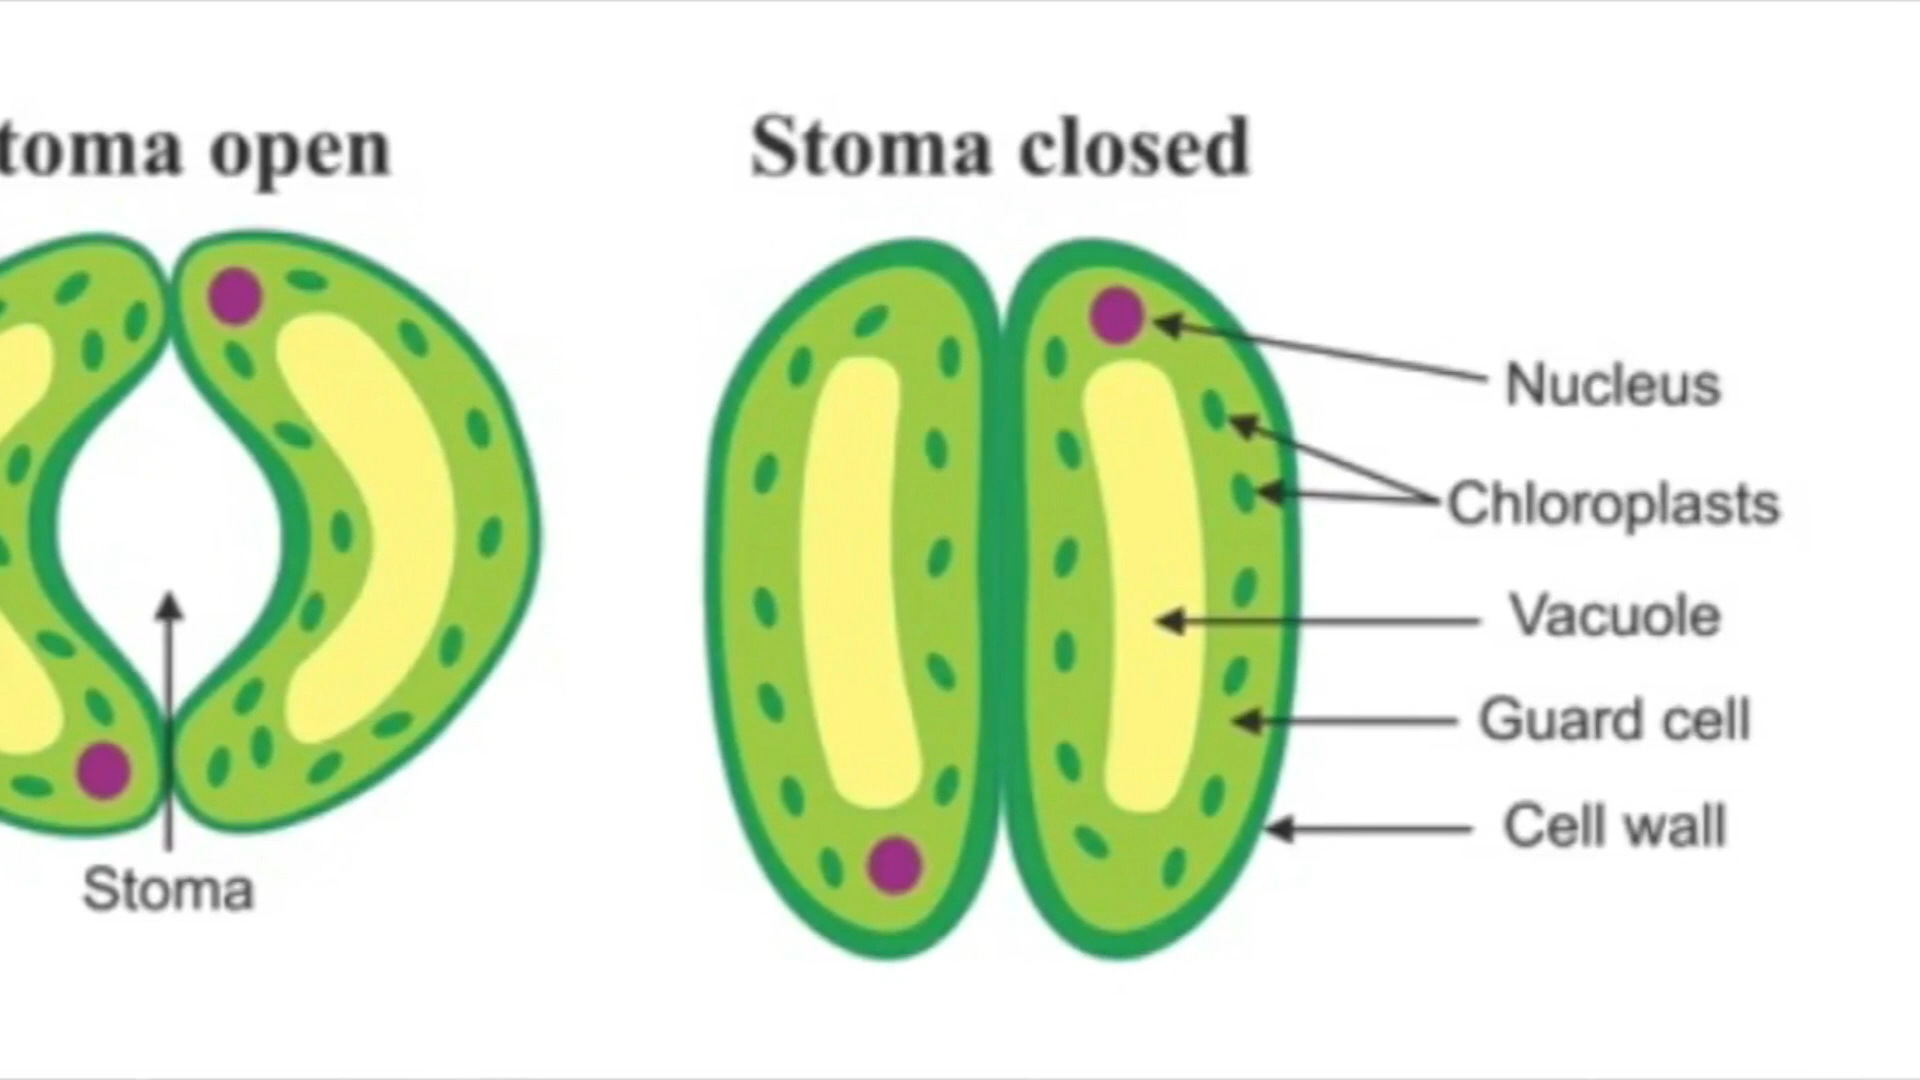 toma open
Stoma closed
Nucleus
Chloroplasts
Vacuole
Guard cell
Cell wall
Stoma